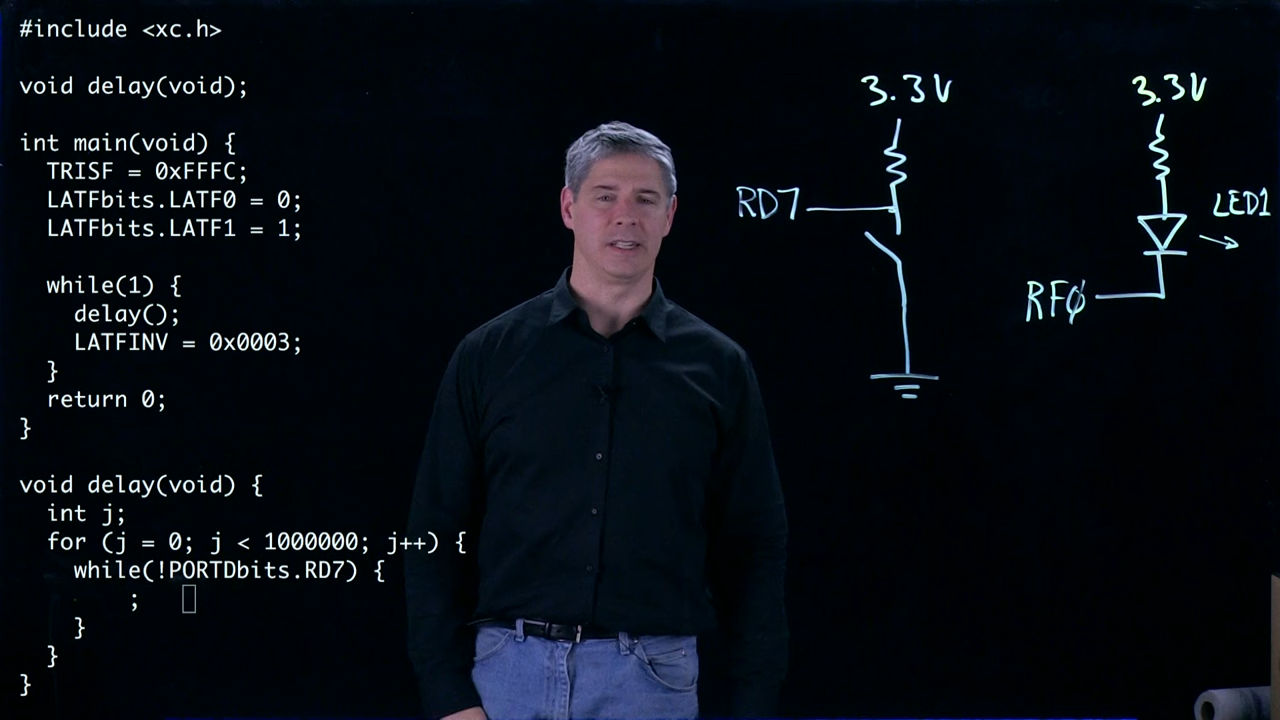 #include <xc.h>
void delay(void);
int main(void) {
TRISF = 0xFFFC;
LATFbits.LATF0 = 0;
LATFbits.LATF1 = 1;
while(1) {
delay();
LATFINV = 0x0003;
}
return 0;
}
void delay(void) {
int j;
for (j = 0; j < 1000000; j++) {
while(!PORTDbits.RD7) {
;
}
}
}
3.3V
RD7
3.3V
LED1
RF0